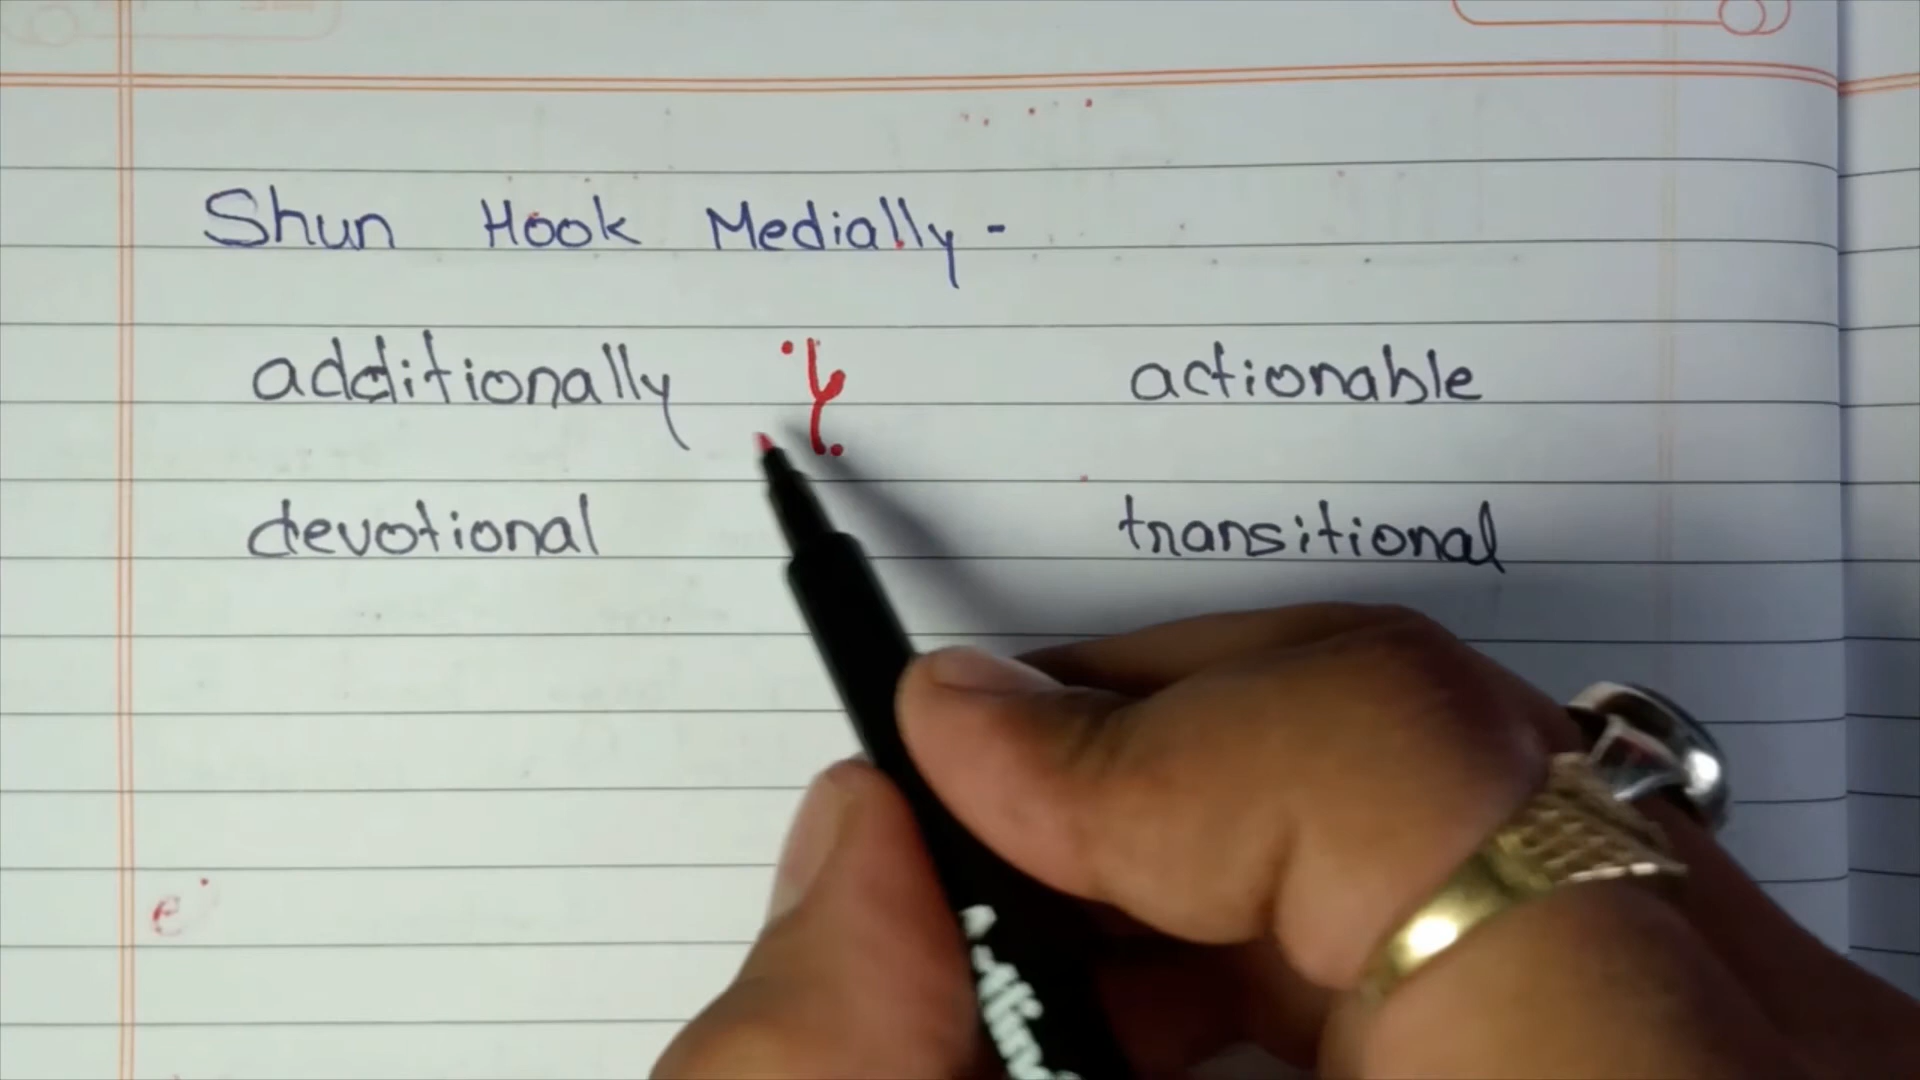 Shun Hook Medially -
additionally actionable
devotional transitional